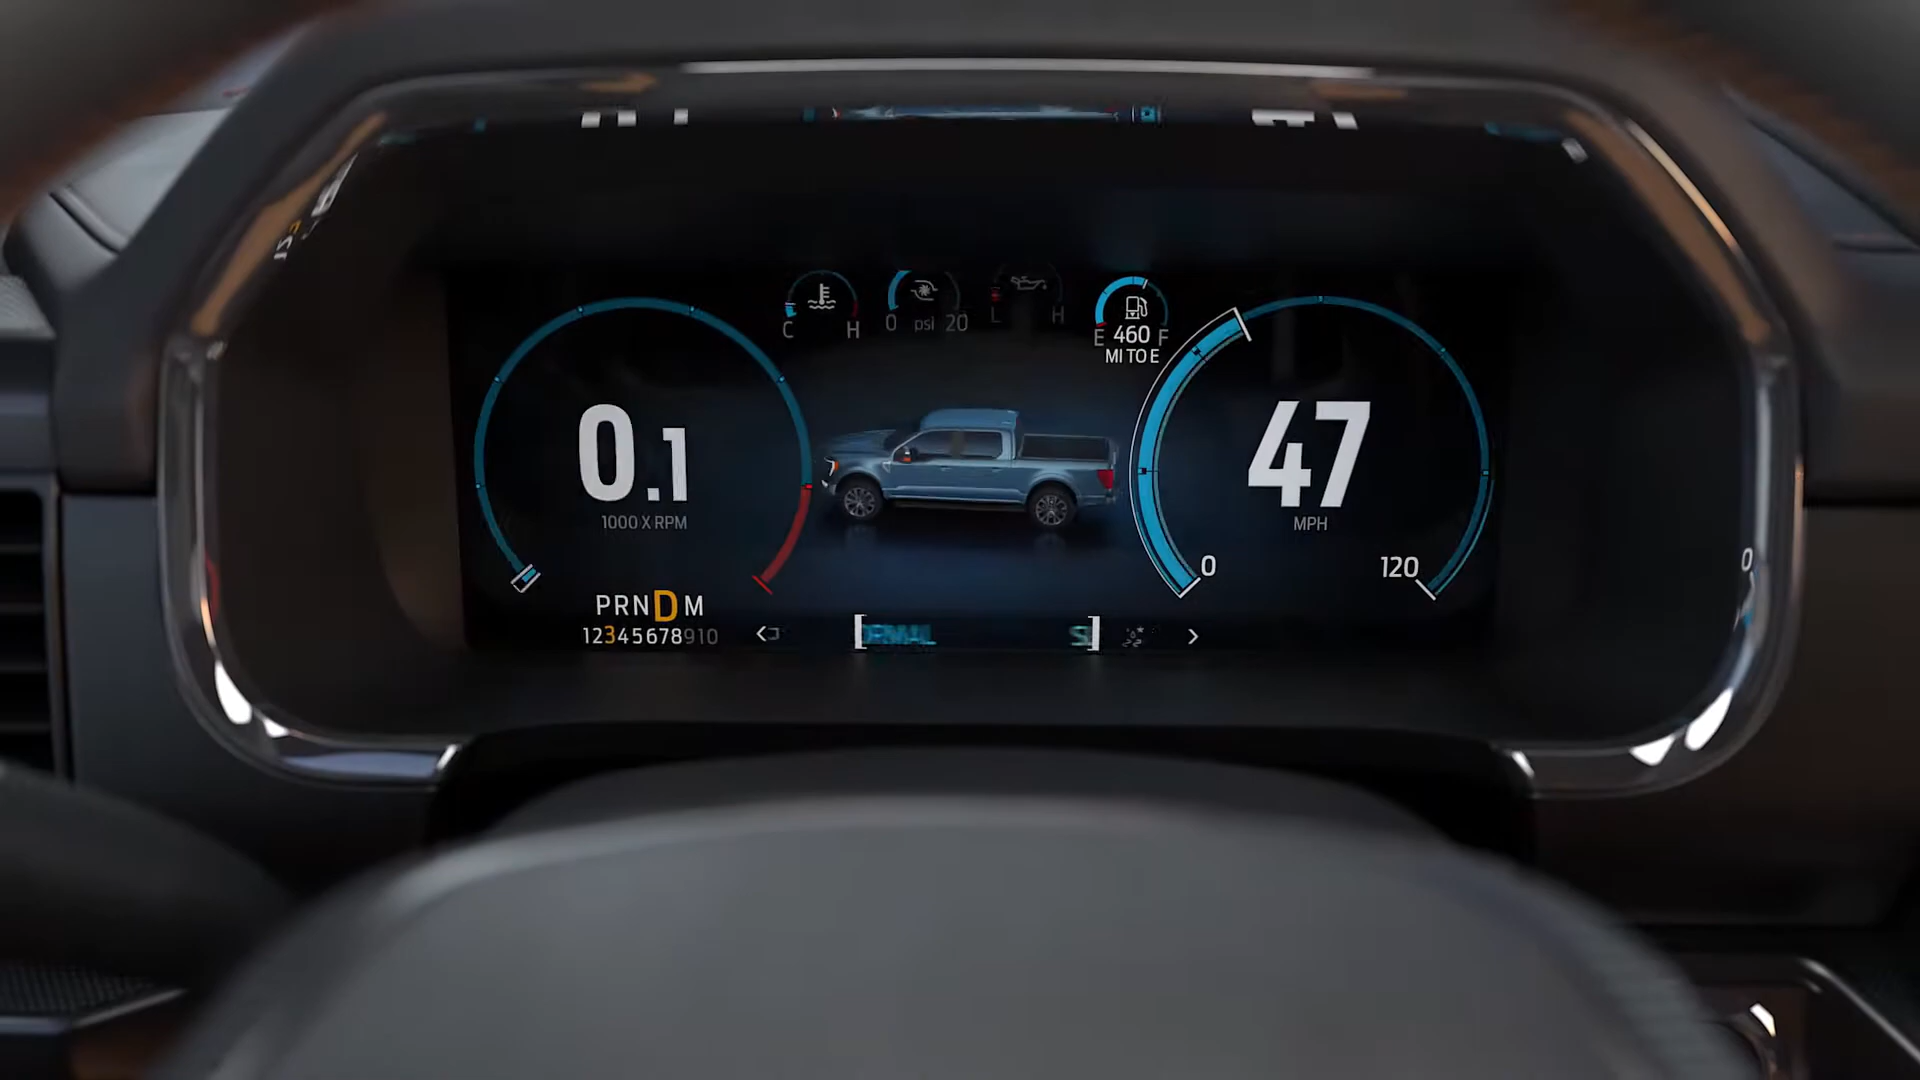 C H
0 psi 20
L H
E 460 F
MI TO E
0.1
1000 X RPM
47
MPH
0 120
PRNDM
12345678910